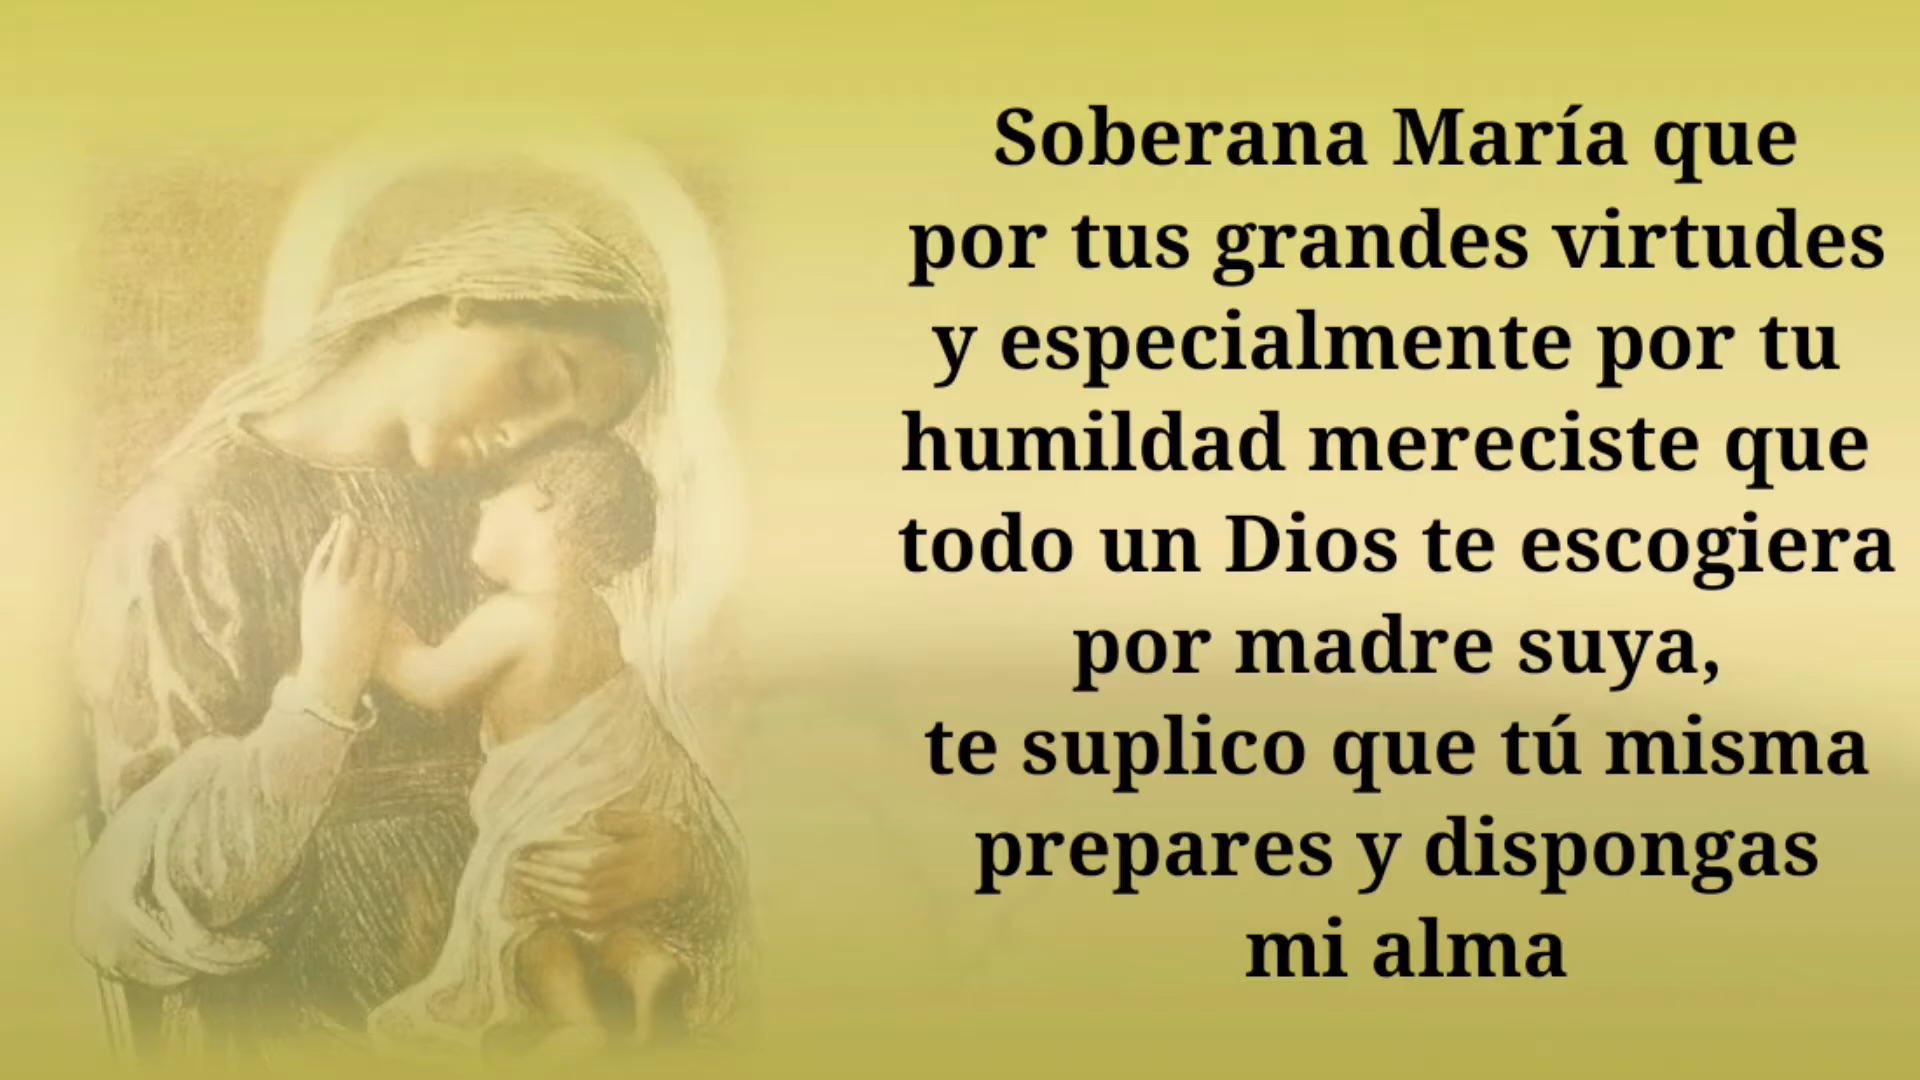 Soberana María que
por tus grandes virtudes
y especialmente por tu
humildad mereciste que
todo un Dios te escogiera
por madre suya,
te suplico que tú misma
prepares y dispongas
mi alma